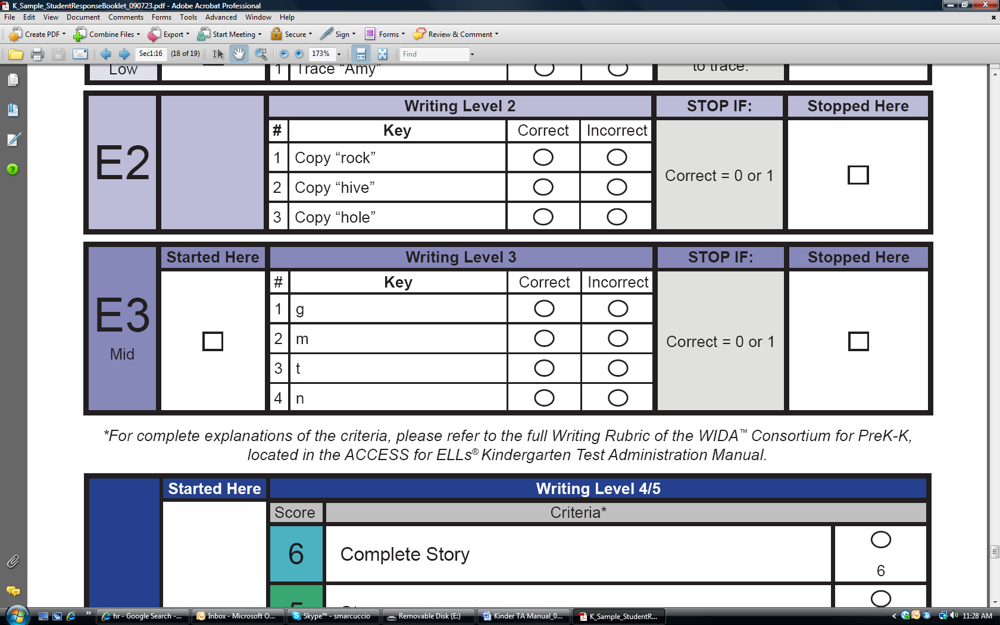 K_Sample_StudentResponseBooklet_090723.pdf - Adobe Acrobat Professional
File Edit View Document Comments Forms Tools Advanced Window Help
Create PDF Combine Files Export Start Meeting Secure Sign Forms Review & Comment
Sec1:16 (18 of 19) 173% Find
Low 1 Trace “Amy” to trace.
Writing Level 2 STOP IF: Stopped Here
# Key Correct Incorrect
E2
1 Copy “rock”
Correct = 0 or 1
2 Copy “hive”
3 Copy “hole”
Started Here Writing Level 3 STOP IF: Stopped Here
# Key Correct Incorrect
E3
1 g
2 m
Correct = 0 or 1
Mid
3 t
4 n
*For complete explanations of the criteria, please refer to the full Writing Rubric of the WIDA™ Consortium for PreK-K,
located in the ACCESS for ELLs® Kindergarten Test Administration Manual.
Started Here Writing Level 4/5
Score Criteria*
6 Complete Story
6
5
hr - Google Search -... Inbox - Microsoft O... Skype™ - smarcuccio Removable Disk (E:) Kinder TA Manual_0... K_Sample_StudentR... 11:28 AM